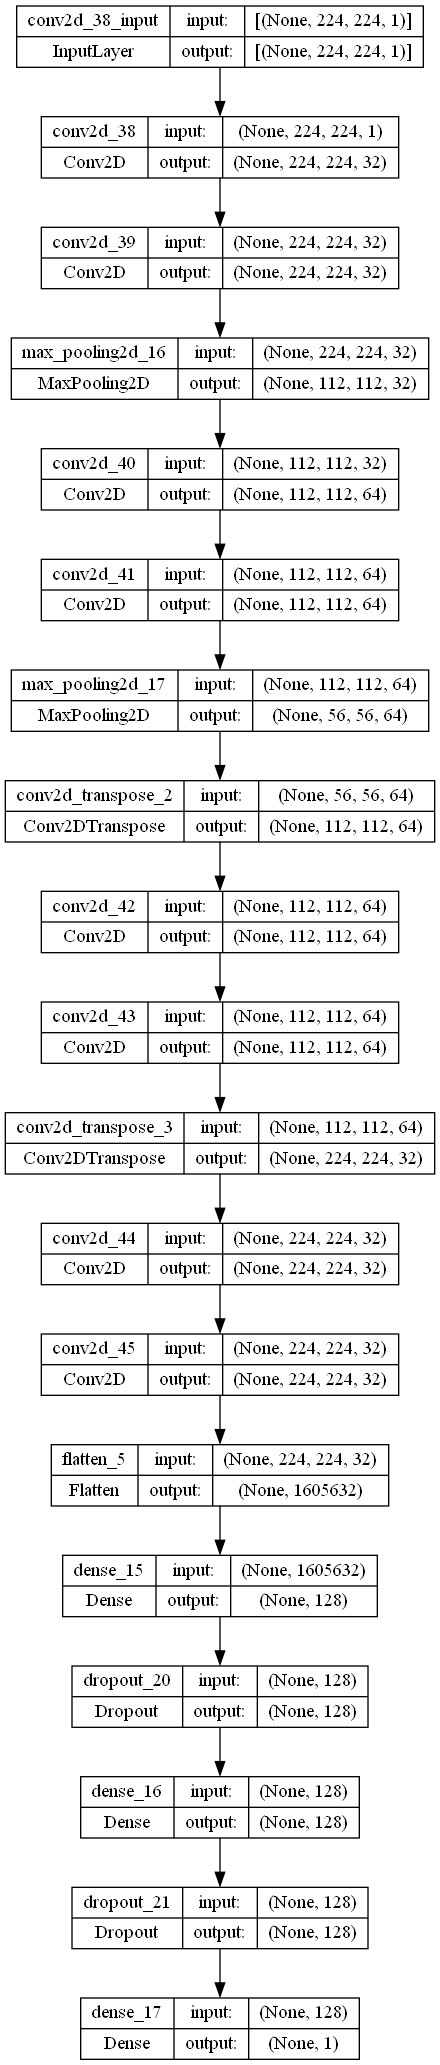 conv2d_38_input input: [(None, 224, 224, 1)]
InputLayer output: [(None, 224, 224, 1)]
conv2d_38 input: (None, 224, 224, 1)
Conv2D output: (None, 224, 224, 32)
conv2d_39 input: (None, 224, 224, 32)
Conv2D output: (None, 224, 224, 32)
max_pooling2d_16 input: (None, 224, 224, 32)
MaxPooling2D output: (None, 112, 112, 32)
conv2d_40 input: (None, 112, 112, 32)
Conv2D output: (None, 112, 112, 64)
conv2d_41 input: (None, 112, 112, 64)
Conv2D output: (None, 112, 112, 64)
max_pooling2d_17 input: (None, 112, 112, 64)
MaxPooling2D output: (None, 56, 56, 64)
conv2d_transpose_2 input: (None, 56, 56, 64)
Conv2DTranspose output: (None, 112, 112, 64)
conv2d_42 input: (None, 112, 112, 64)
Conv2D output: (None, 112, 112, 64)
conv2d_43 input: (None, 112, 112, 64)
Conv2D output: (None, 112, 112, 64)
conv2d_transpose_3 input: (None, 112, 112, 64)
Conv2DTranspose output: (None, 224, 224, 32)
conv2d_44 input: (None, 224, 224, 32)
Conv2D output: (None, 224, 224, 32)
conv2d_45 input: (None, 224, 224, 32)
Conv2D output: (None, 224, 224, 32)
flatten_5 input: (None, 224, 224, 32)
Flatten output: (None, 1605632)
dense_15 input: (None, 1605632)
Dense output: (None, 128)
dropout_20 input: (None, 128)
Dropout output: (None, 128)
dense_16 input: (None, 128)
Dense output: (None, 128)
dropout_21 input: (None, 128)
Dropout output: (None, 128)
dense_17 input: (None, 128)
Dense output: (None, 1)